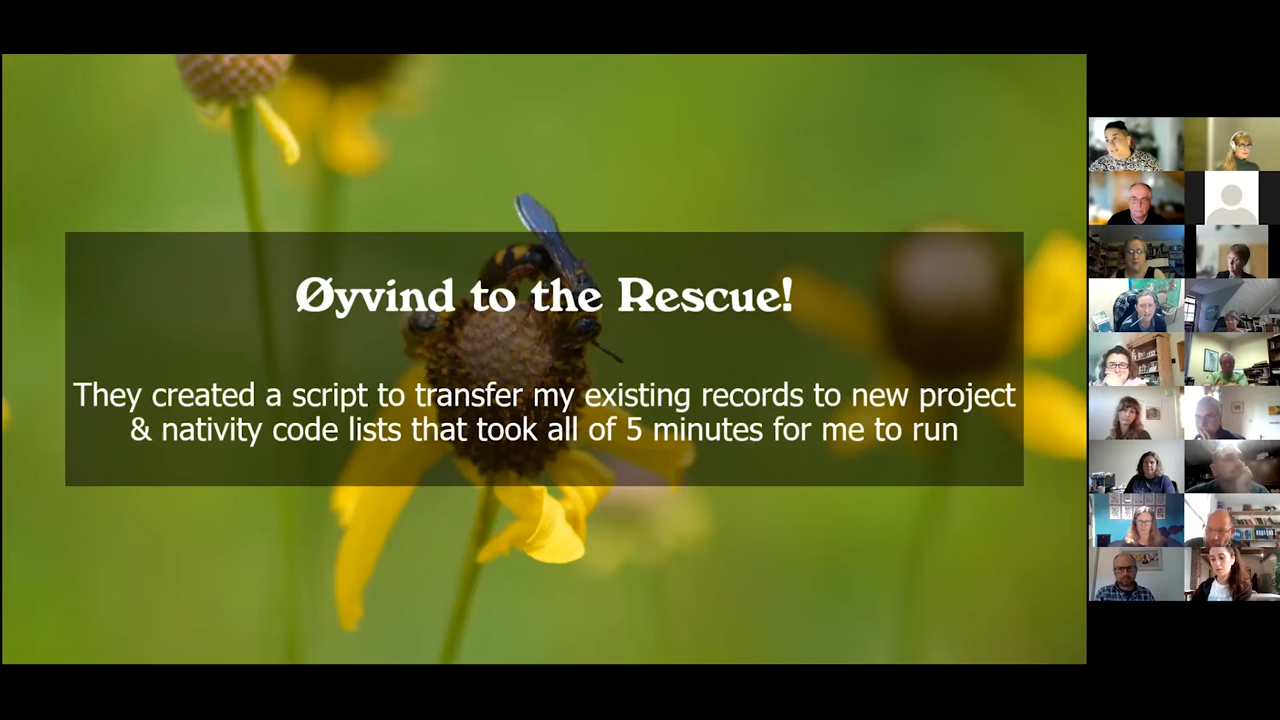 Øyvind to the Rescue!
They created a script to transfer my existing records to new project
& nativity code lists that took all of 5 minutes for me to run